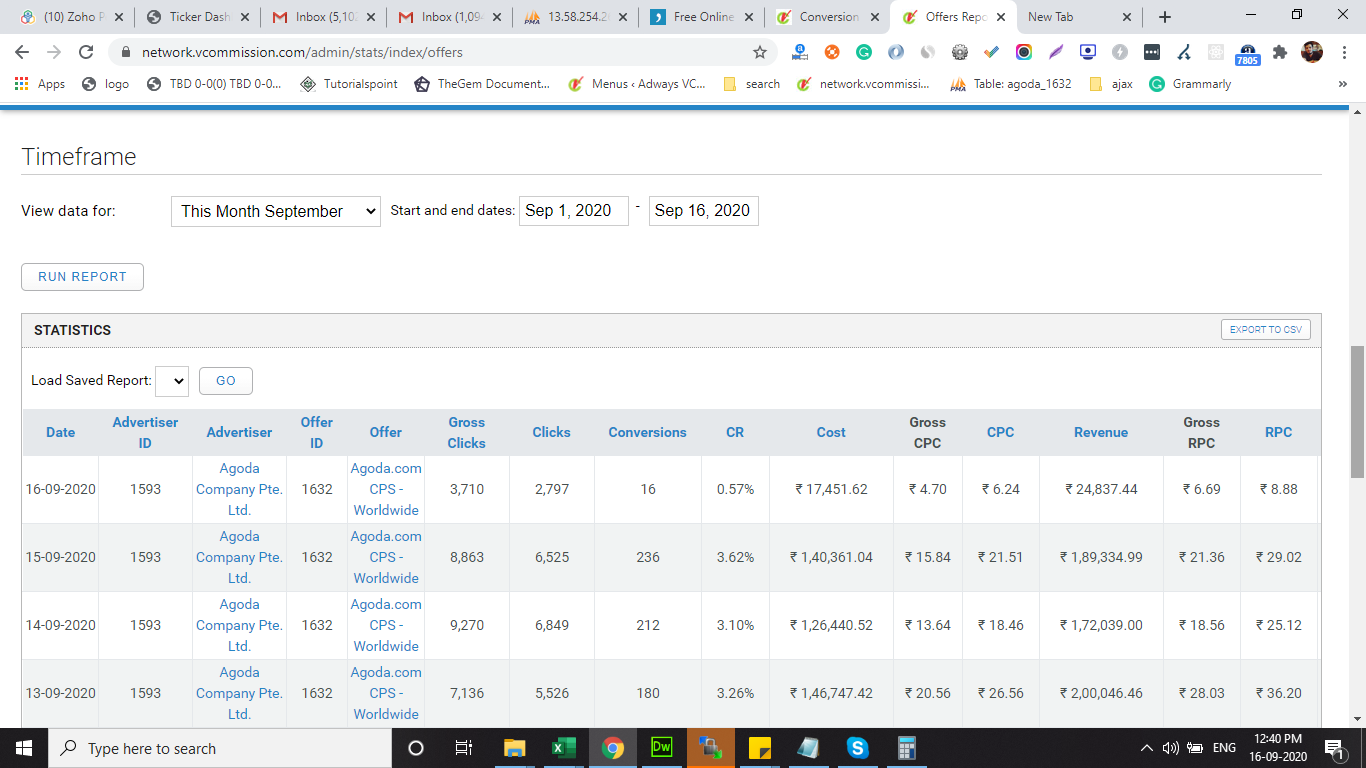 (10) Zoho P
Ticker Dash
Inbox (5,10
Inbox (1,09
13.58.254.2
Free Online
Conversion
Offers Repo
New Tab
network.vcommission.com/admin/stats/index/offers
7805
Apps
logo
TBD 0-0(0) TBD 0-0...
Tutorialspoint
TheGem Document...
Menus ‹ Adways VC...
search
network.vcommissi...
Table: agoda_1632
ajax
Grammarly
»
Timeframe
View data for: This Month September Start and end dates: Sep 1, 2020 - Sep 16, 2020
RUN REPORT
STATISTICS EXPORT TO CSV
Load Saved Report: GO
Date Advertiser ID Advertiser Offer ID Offer Gross Clicks Clicks Conversions CR Cost Gross CPC CPC Revenue Gross RPC RPC
16-09-2020 1593 Agoda Company Pte. Ltd. 1632 Agoda.com CPS - Worldwide 3,710 2,797 16 0.57% ₹ 17,451.62 ₹ 4.70 ₹ 6.24 ₹ 24,837.44 ₹ 6.69 ₹ 8.88
15-09-2020 1593 Agoda Company Pte. Ltd. 1632 Agoda.com CPS - Worldwide 8,863 6,525 236 3.62% ₹ 1,40,361.04 ₹ 15.84 ₹ 21.51 ₹ 1,89,334.99 ₹ 21.36 ₹ 29.02
14-09-2020 1593 Agoda Company Pte. Ltd. 1632 Agoda.com CPS - Worldwide 9,270 6,849 212 3.10% ₹ 1,26,440.52 ₹ 13.64 ₹ 18.46 ₹ 1,72,039.00 ₹ 18.56 ₹ 25.12
13-09-2020 1593 Agoda Company Pte. Ltd. 1632 Agoda.com CPS - Worldwide 7,136 5,526 180 3.26% ₹ 1,46,747.42 ₹ 20.56 ₹ 26.56 ₹ 2,00,046.46 ₹ 28.03 ₹ 36.20
Type here to search
Dw
ENG
12:40 PM
16-09-2020
1